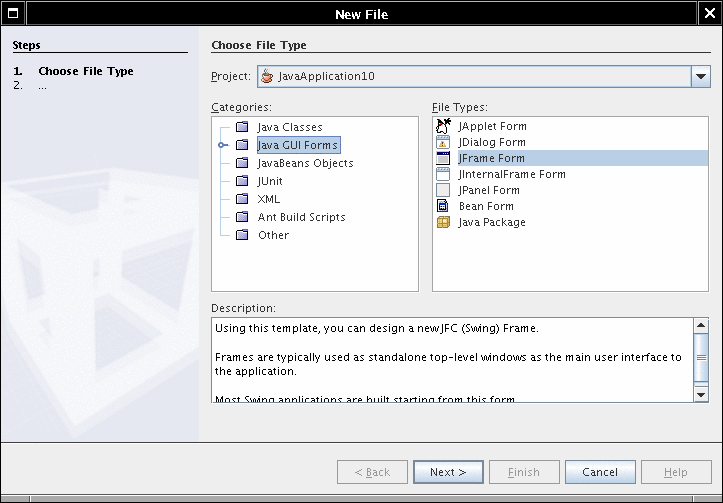 New File
Steps
1. Choose File Type
2. ...
Choose File Type
Project: JavaApplication10
Categories:
Java Classes
Java GUI Forms
JavaBeans Objects
JUnit
XML
Ant Build Scripts
Other
File Types:
JApplet Form
JDialog Form
JFrame Form
JInternalFrame Form
JPanel Form
Bean Form
Java Package
Description:
Using this template, you can design a new JFC (Swing) Frame.
Frames are typically used as standalone top-level windows as the main user interface to
the application.
Most Swing applications are built starting from this form.
< Back
Next >
Finish
Cancel
Help